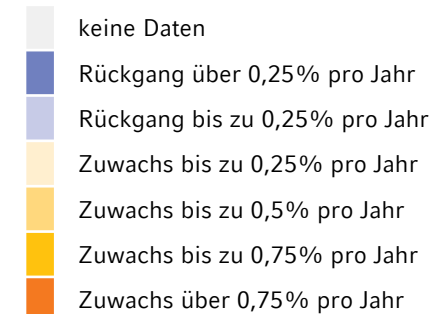 keine Daten
Rückgang über 0,25% pro Jahr
Rückgang bis zu 0,25% pro Jahr
Zuwachs bis zu 0,25% pro Jahr
Zuwachs bis zu 0,5% pro Jahr
Zuwachs bis zu 0,75% pro Jahr
Zuwachs über 0,75% pro Jahr